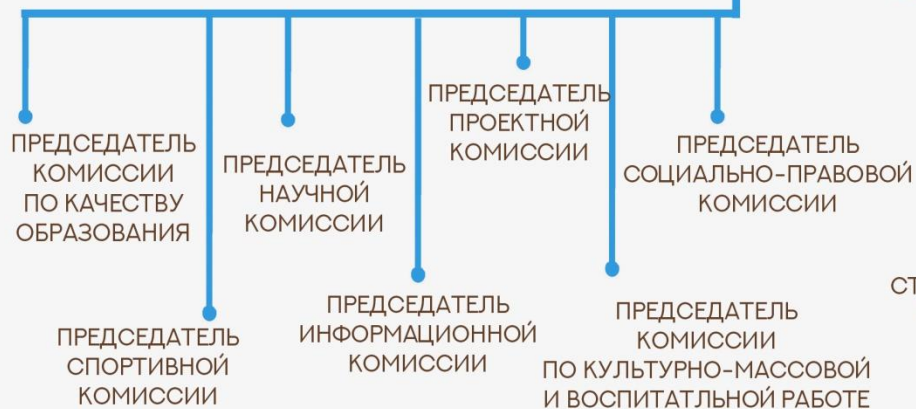 ПРЕДСЕДАТЕЛЬ
КОМИССИИ
ПО КАЧЕСТВУ
ОБРАЗОВАНИЯ
ПРЕДСЕДАТЕЛЬ
СПОРТИВНОЙ
КОМИССИИ
ПРЕДСЕДАТЕЛЬ
НАУЧНОЙ
КОМИССИИ
ПРЕДСЕДАТЕЛЬ
ИНФОРМАЦИОННОЙ
КОМИССИИ
ПРЕДСЕДАТЕЛЬ
ПРОЕКТНОЙ
КОМИССИИ
ПРЕДСЕДАТЕЛЬ
КОМИССИИ
ПО КУЛЬТУРНО-МАССОВОЙ
И ВОСПИТАТЛЬНОЙ РАБОТЕ
ПРЕДСЕДАТЕЛЬ
СОЦИАЛЬНО-ПРАВОВОЙ
КОМИССИИ
СТ